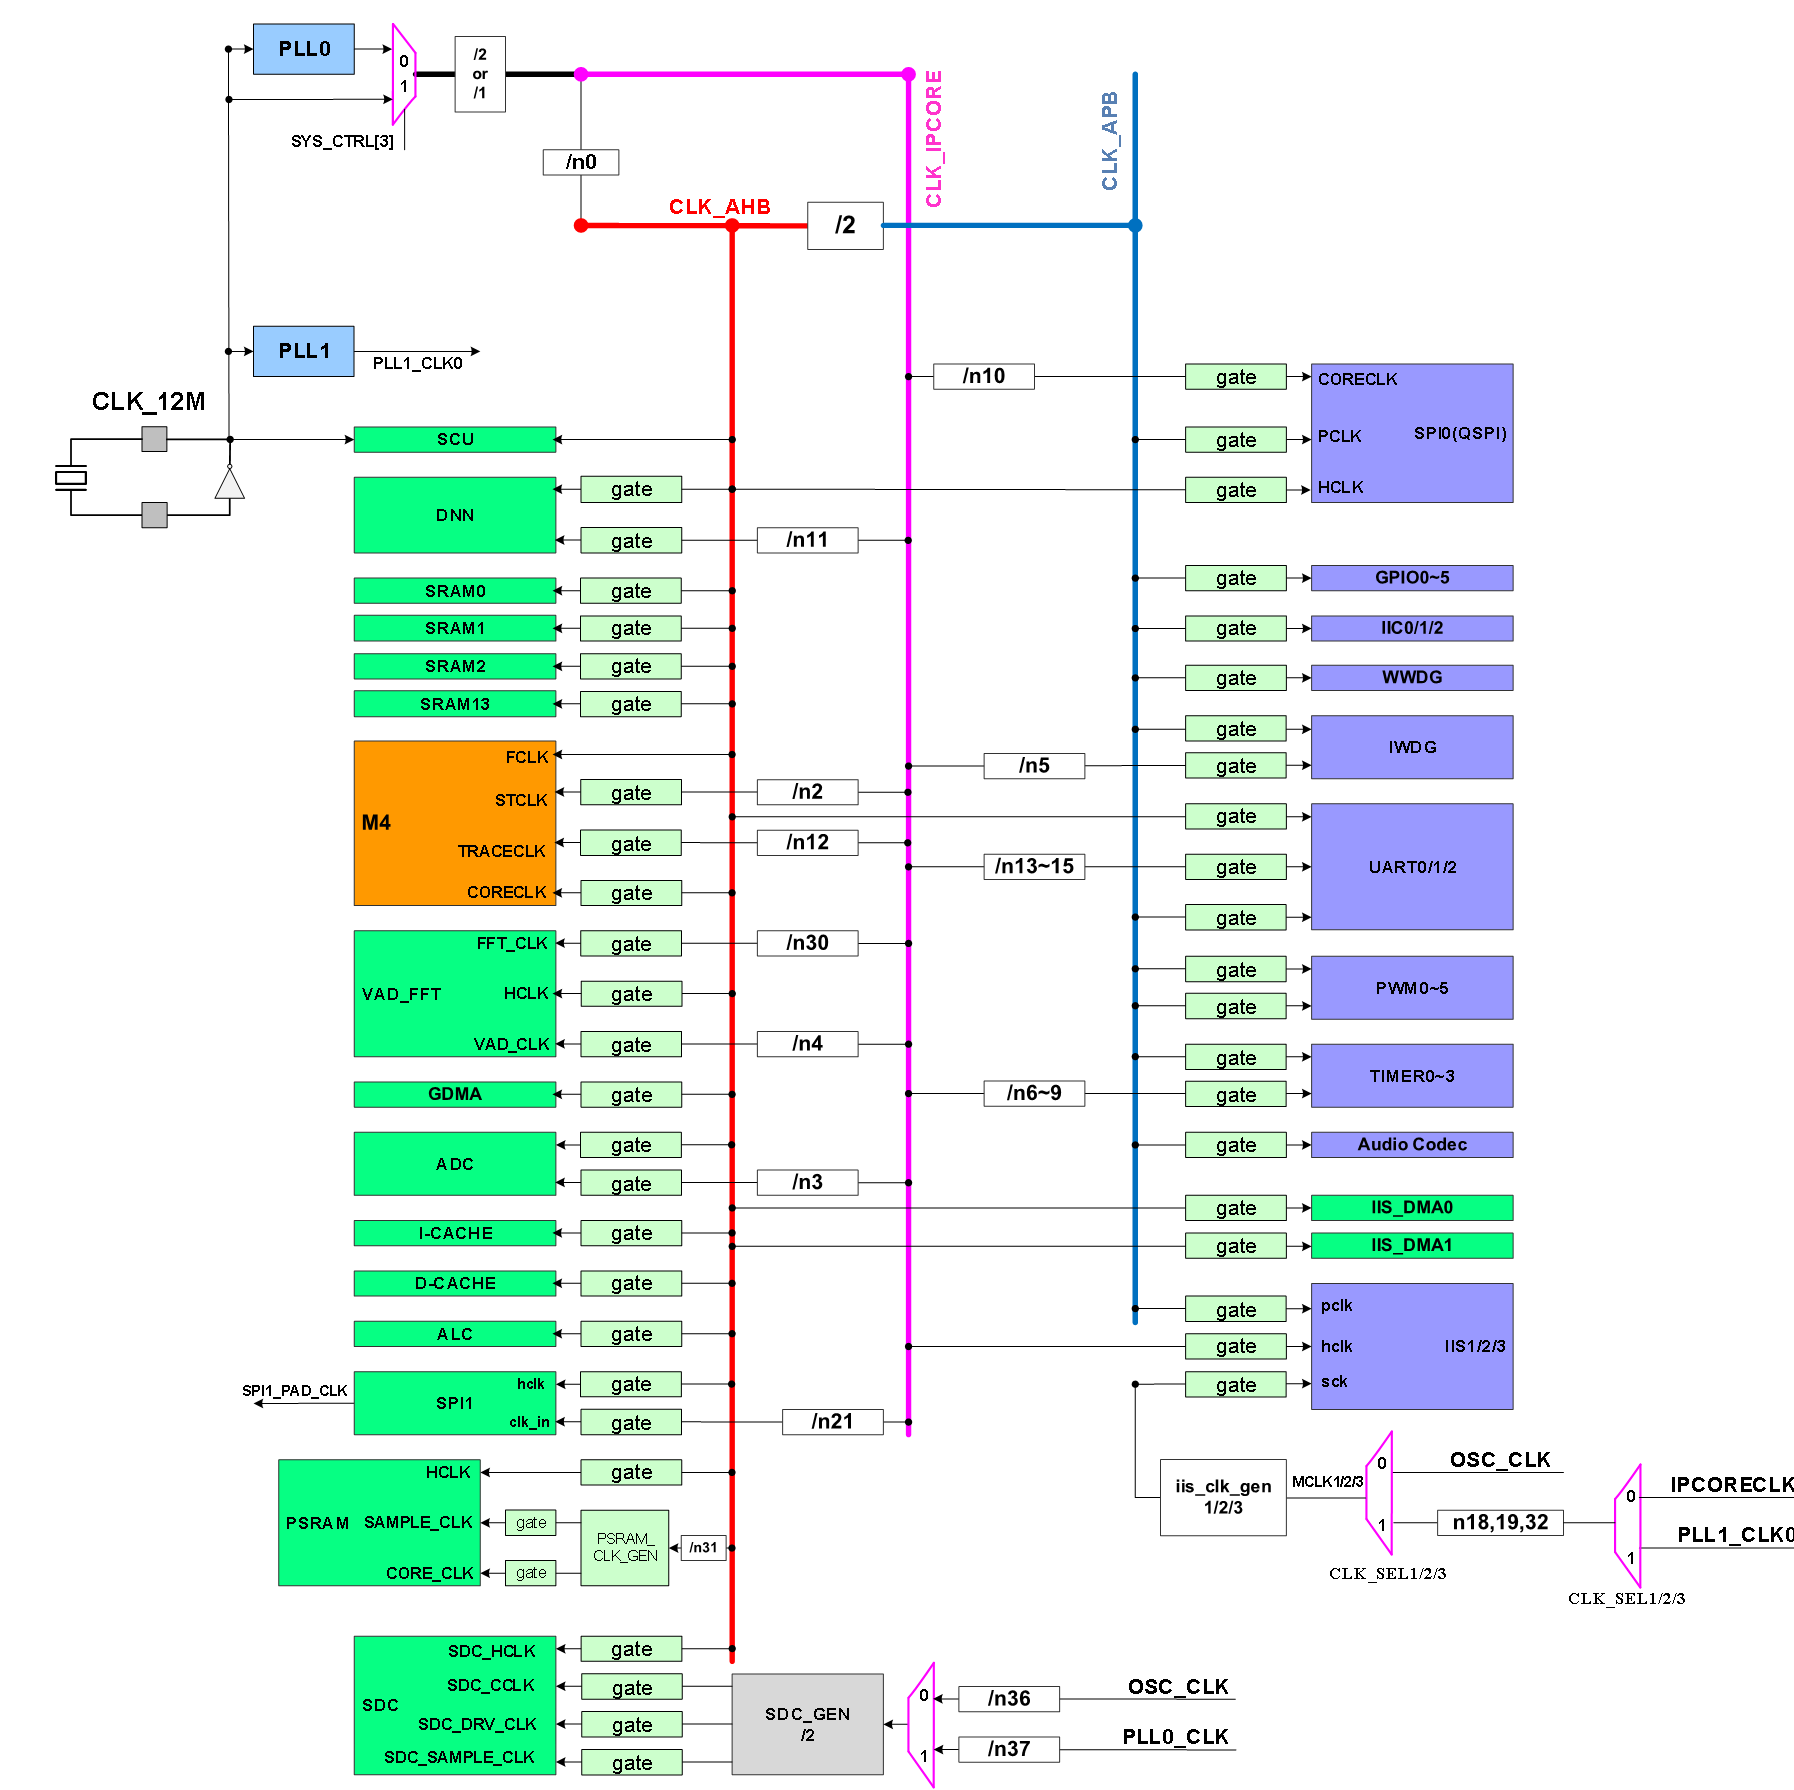 PLL0
0
1
/2
or
/1
SYS_CTRL[3]
/n0
CLK_IPCORE
CLK_APB
CLK_AHB
/2
PLL1
PLL1_CLK0
CLK_12M
/n10
gate
CORECLK
SCU
gate
PCLK
SPI0(QSPI)
gate
gate
HCLK
DNN
gate
/n11
SRAM0
gate
gate
GPIO0~5
SRAM1
gate
gate
IIC0/1/2
SRAM2
gate
gate
WWDG
SRAM13
gate
gate
IWDG
FCLK
/n5
gate
STCLK
gate
/n2
M4
gate
TRACECLK
gate
/n12
/n13~15
gate
UART0/1/2
CORECLK
gate
gate
FFT_CLK
gate
/n30
gate
PWM0~5
VAD_FFT
HCLK
gate
gate
VAD_CLK
gate
/n4
gate
TIMER0~3
GDMA
gate
/n6~9
gate
ADC
gate
gate
Audio Codec
gate
/n3
gate
IIS_DMA0
I-CACHE
gate
gate
IIS_DMA1
D-CACHE
gate
gate
pclk
ALC
gate
gate
hclk
IIS1/2/3
SPI1_PAD_CLK
SPI1
hclk
gate
gate
sck
clk_in
gate
/n21
HCLK
gate
iis_clk_gen
1/2/3
MCLK1/2/3
0
1
OSC_CLK
n18,19,32
0
1
IPCORECLK
PLL1_CLK0
CLK_SEL1/2/3
CLK_SEL1/2/3
PSRAM
SAMPLE_CLK
gate
PSRAM_
CLK_GEN
/n31
CORE_CLK
gate
SDC_HCLK
gate
SDC_CCLK
gate
SDC
SDC_DRV_CLK
gate
SDC_SAMPLE_CLK
gate
SDC_GEN
/2
0
1
/n36
OSC_CLK
/n37
PLL0_CLK